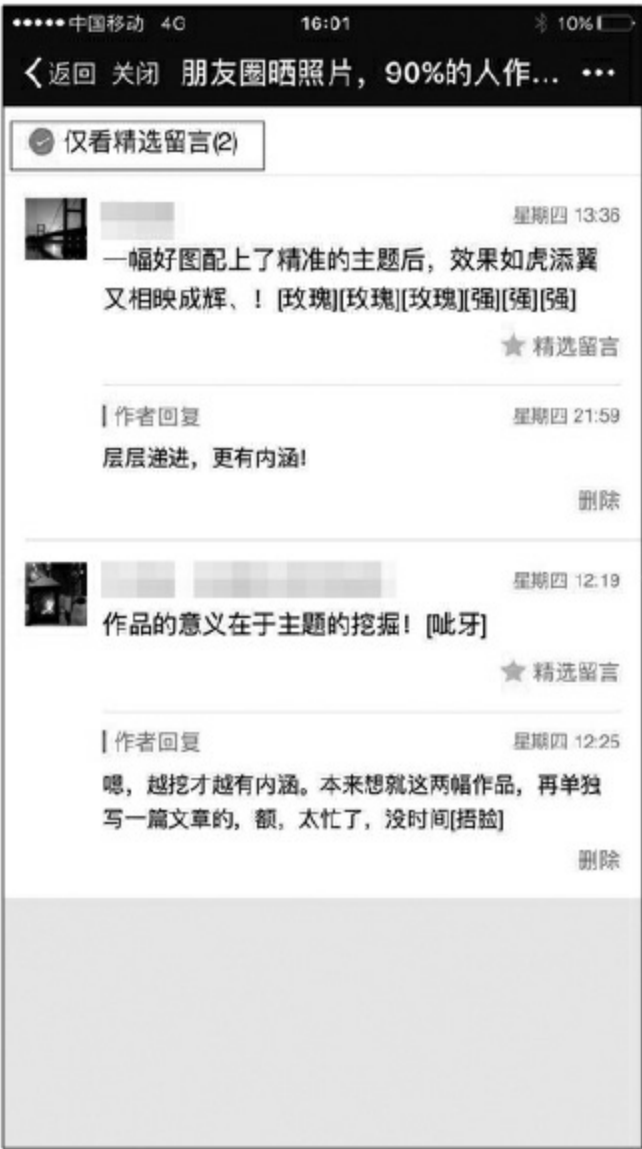 ●●●●●中国移动 4G 16:01 10%
返回 关闭 朋友圈晒照片，90%的人作... •••
仅看精选留言(2)
星期四 13:36
一幅好图配上了精准的主题后，效果如虎添翼
又相映成辉、！[玫瑰][玫瑰][玫瑰][强][强][强]
精选留言
作者回复 星期四 21:59
层层递进，更有内涵!
删除
星期四 12:19
作品的意义在于主题的挖掘！[呲牙]
精选留言
作者回复 星期四 12:25
嗯，越挖才越有内涵。本来想就这两幅作品，再单独
写一篇文章的，额，太忙了，没时间[捂脸]
删除